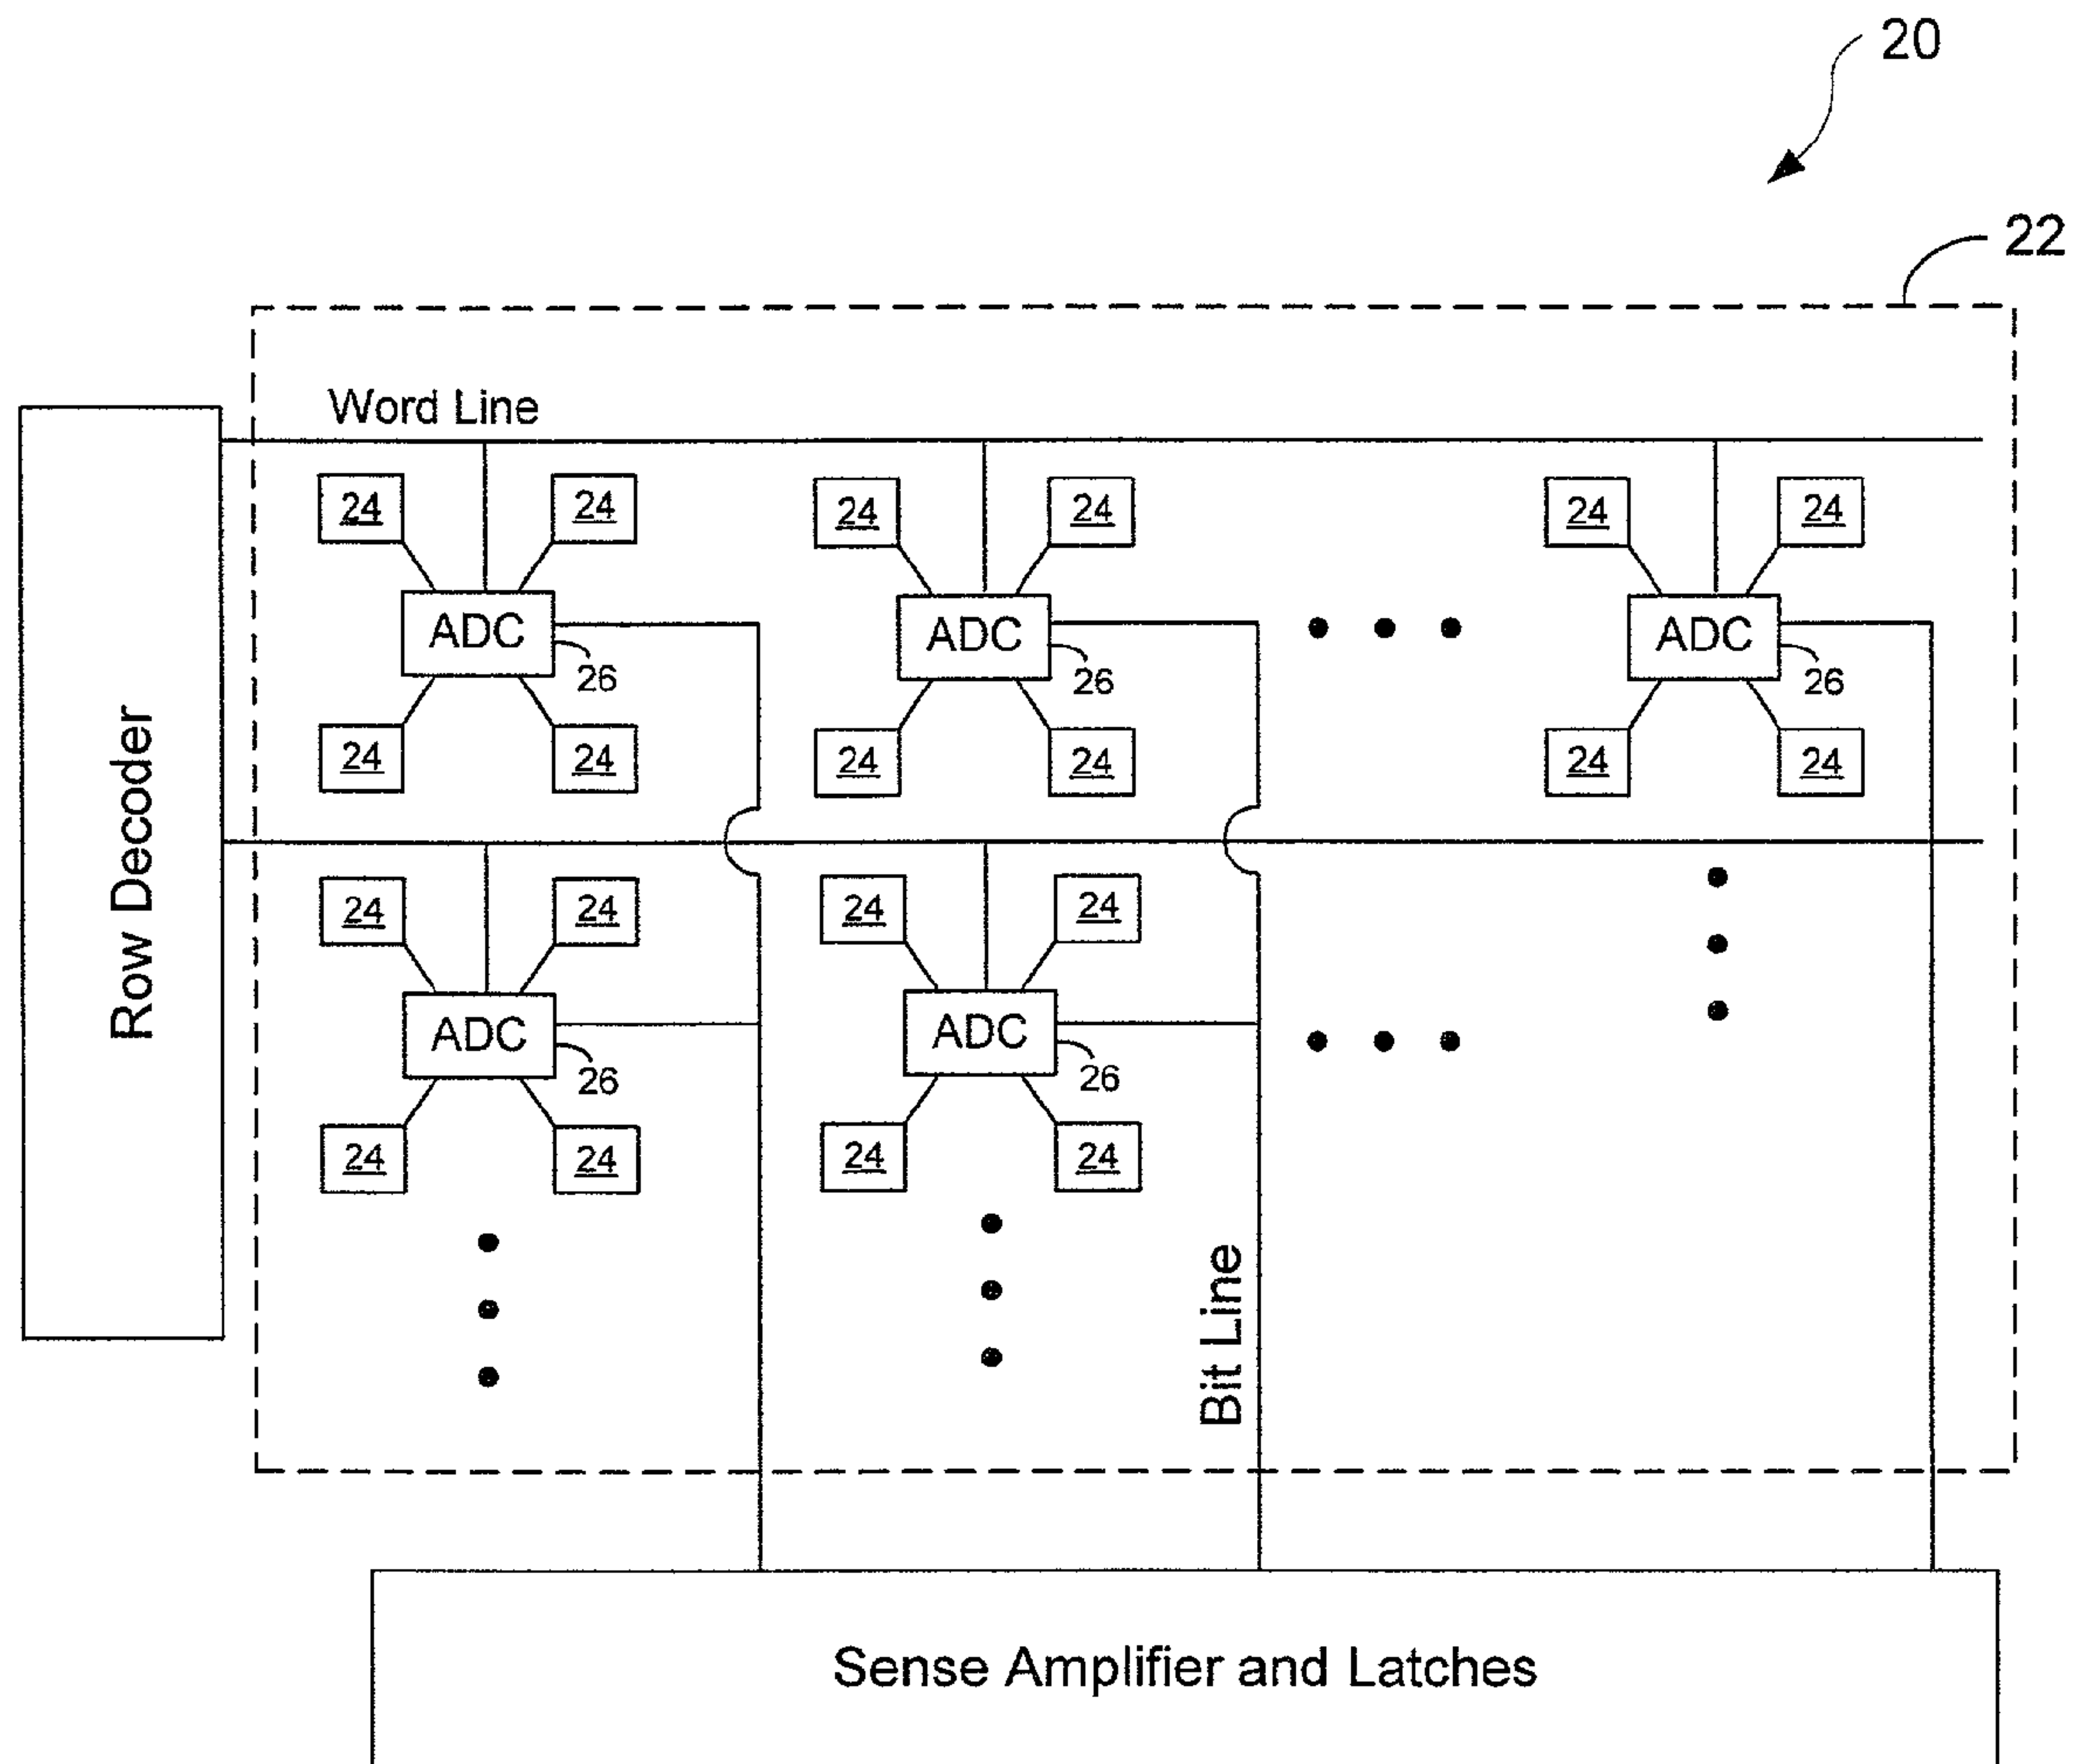 20
22
Word Line
24 24 24 24 24 24
ADC ADC ADC
26 26 26
24 24 24 24 24 24
Row Decoder
24 24 24 24
ADC ADC
26 26
24 24 24 24
Bit Line
Sense Amplifier and Latches